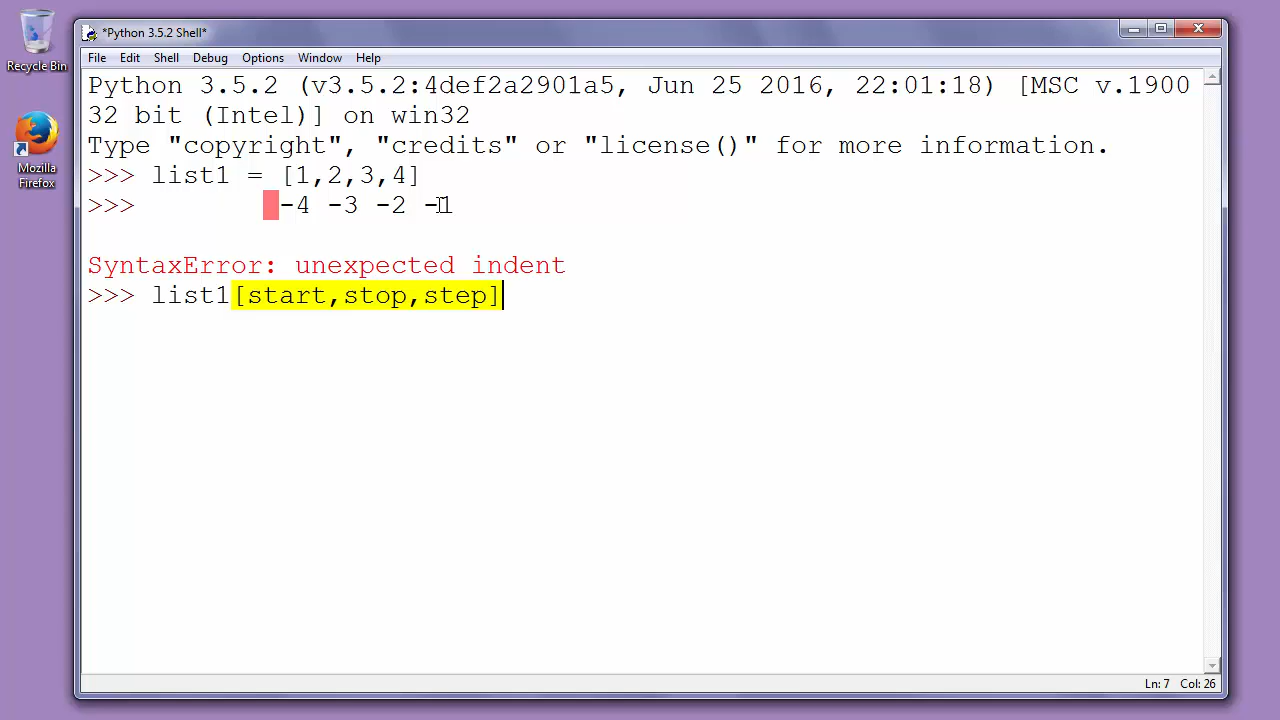 Recycle Bin
Mozilla
Firefox
*Python 3.5.2 Shell*
File Edit Shell Debug Options Window Help
Python 3.5.2 (v3.5.2:4def2a2901a5, Jun 25 2016, 22:01:18) [MSC v.1900
32 bit (Intel)] on win32
Type "copyright", "credits" or "license()" for more information.
>>> list1 = [1,2,3,4]
>>> -4 -3 -2 -1
SyntaxError: unexpected indent
>>> list1[start,stop,step]
Ln: 7 Col: 26